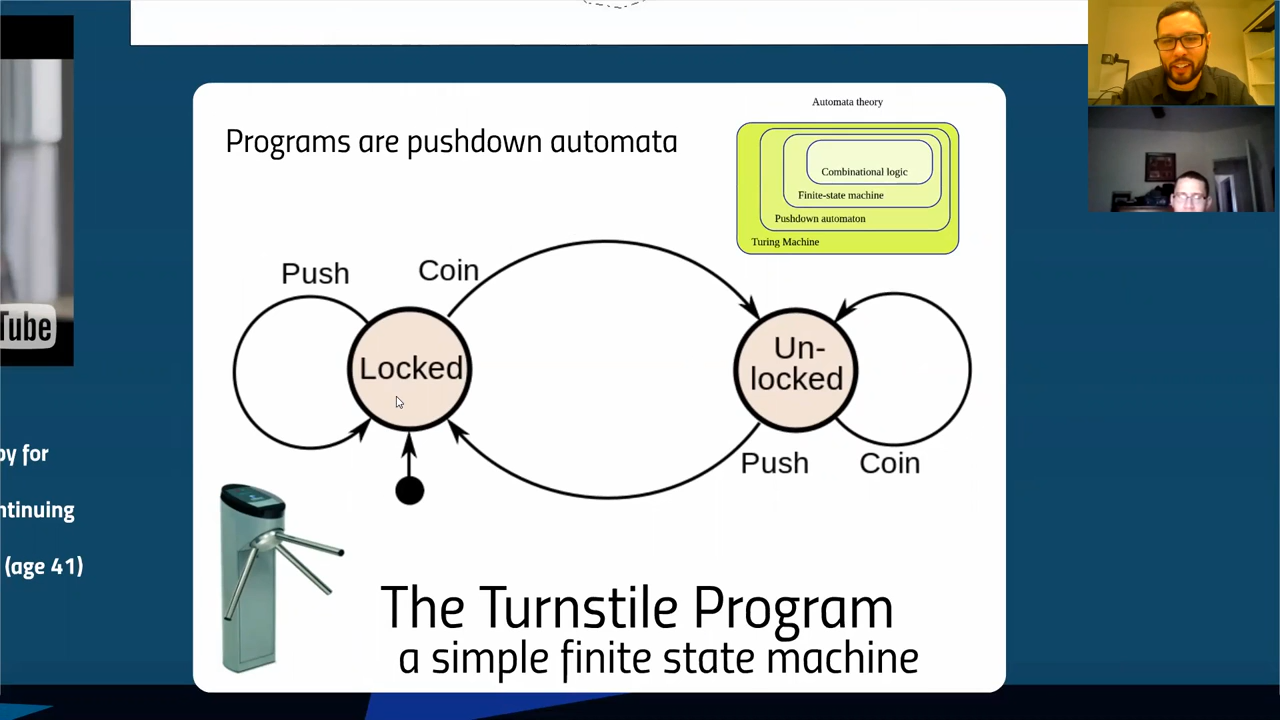 Programs are pushdown automata
Automata theory
Combinational logic
Finite-state machine
Pushdown automaton
Turing Machine
Push
Coin
Locked
Un-
locked
Push
Coin
Tube
by for
ntinuing
(age 41)
The Turnstile Program
a simple finite state machine